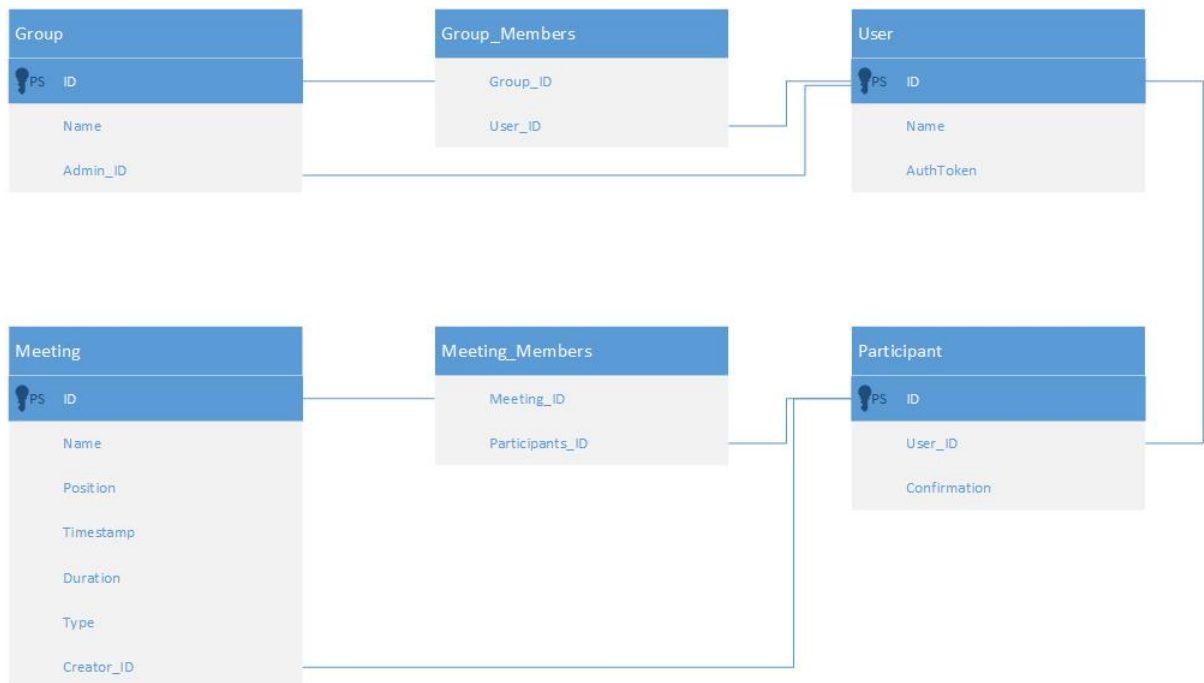 Group
PS ID
Name
Admin_ID
Group_Members
Group_ID
User_ID
User
PS ID
Name
AuthToken
Meeting
PS ID
Name
Position
Timestamp
Duration
Type
Creator_ID
Meeting_Members
Meeting_ID
Participants_ID
Participant
PS ID
User_ID
Confirmation